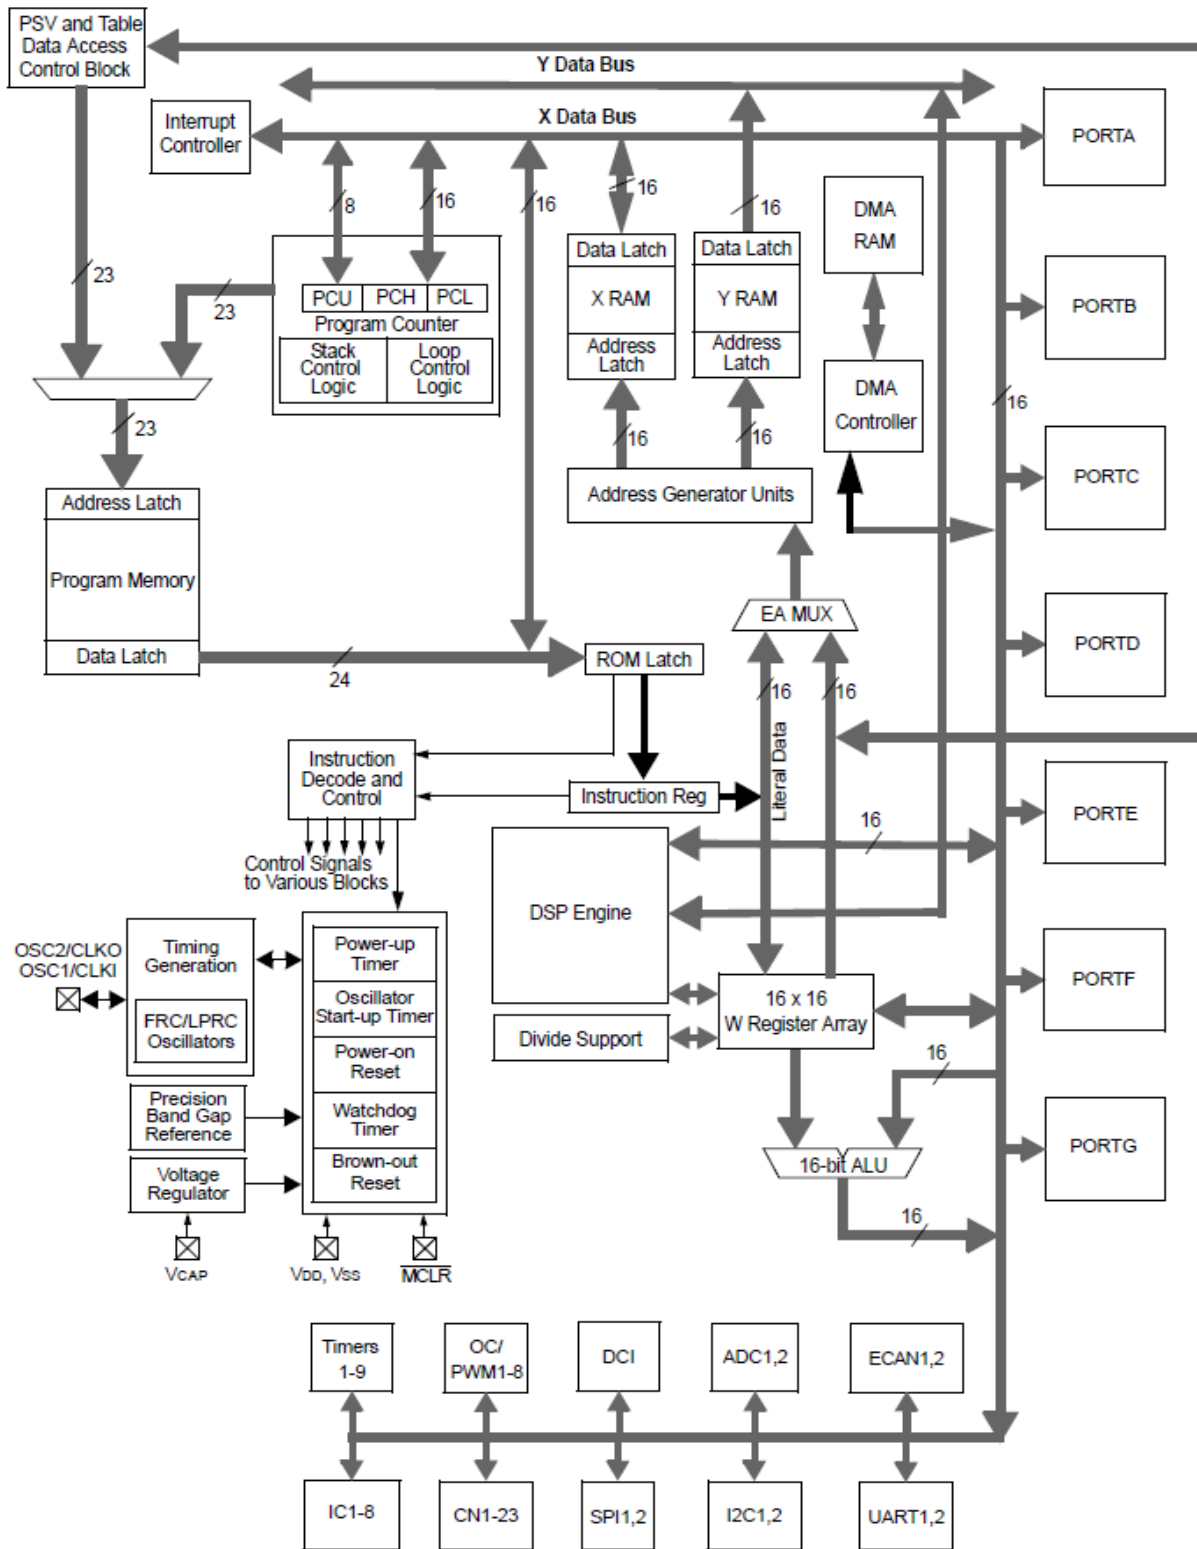 PSV and Table
Data Access
Control Block
Y Data Bus
X Data Bus
Interrupt
Controller
PORTA
8
16
16
16
16
DMA
RAM
Data Latch
Data Latch
23
23
PCU
PCH
PCL
X RAM
Y RAM
PORTB
Program Counter
Stack
Control
Logic
Loop
Control
Logic
Address
Latch
Address
Latch
DMA
Controller
16
23
16
16
PORTC
Address Latch
Address Generator Units
Program Memory
EA MUX
PORTD
Data Latch
24
ROM Latch
16
16
Literal Data
Instruction
Decode and
Control
Instruction Reg
PORTE
16
Control Signals
to Various Blocks
DSP Engine
OSC2/CLKO
OSC1/CLKI
Timing
Generation
Power-up
Timer
PORTF
FRC/LPRC
Oscillators
Oscillator
Start-up Timer
16 x 16
W Register Array
Divide Support
Power-on
Reset
16
Precision
Band Gap
Reference
Watchdog
Timer
PORTG
16-bit ALU
Voltage
Regulator
Brown-out
Reset
16
VCAP
VDD, VSS
MCLR
Timers
1-9
OC/
PWM1-8
DCI
ADC1,2
ECAN1,2
IC1-8
CN1-23
SPI1,2
I2C1,2
UART1,2